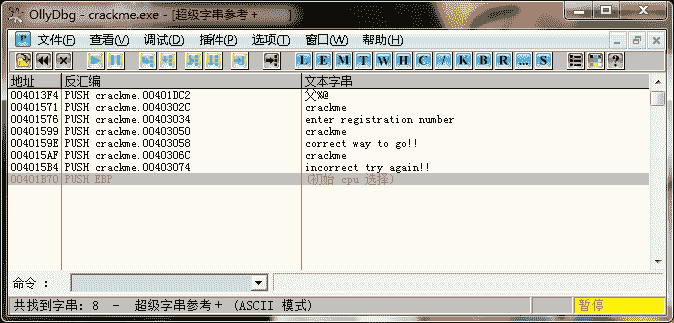 OllyDbg - crackme.exe - [超级字串参考+ ]
文件(F) 查看(V) 调试(D) 插件(P) 选项(T) 窗口(W) 帮助(H)
L E M T W H C / K B R ... S ?
地址 反汇编 文本字串
004013F4 PUSH crackme.00401DC2 父%@
00401571 PUSH crackme.0040302C crackme
00401576 PUSH crackme.00403034 enter registration number
00401599 PUSH crackme.00403050 crackme
0040159E PUSH crackme.00403058 correct way to go!!
004015AF PUSH crackme.0040306C crackme
004015B4 PUSH crackme.00403074 incorrect try again!!
00401B70 PUSH EBP (初始 cpu 选择)
命令 :
共找到字串: 8 - 超级字串参考+ (ASCII 模式) 暂停